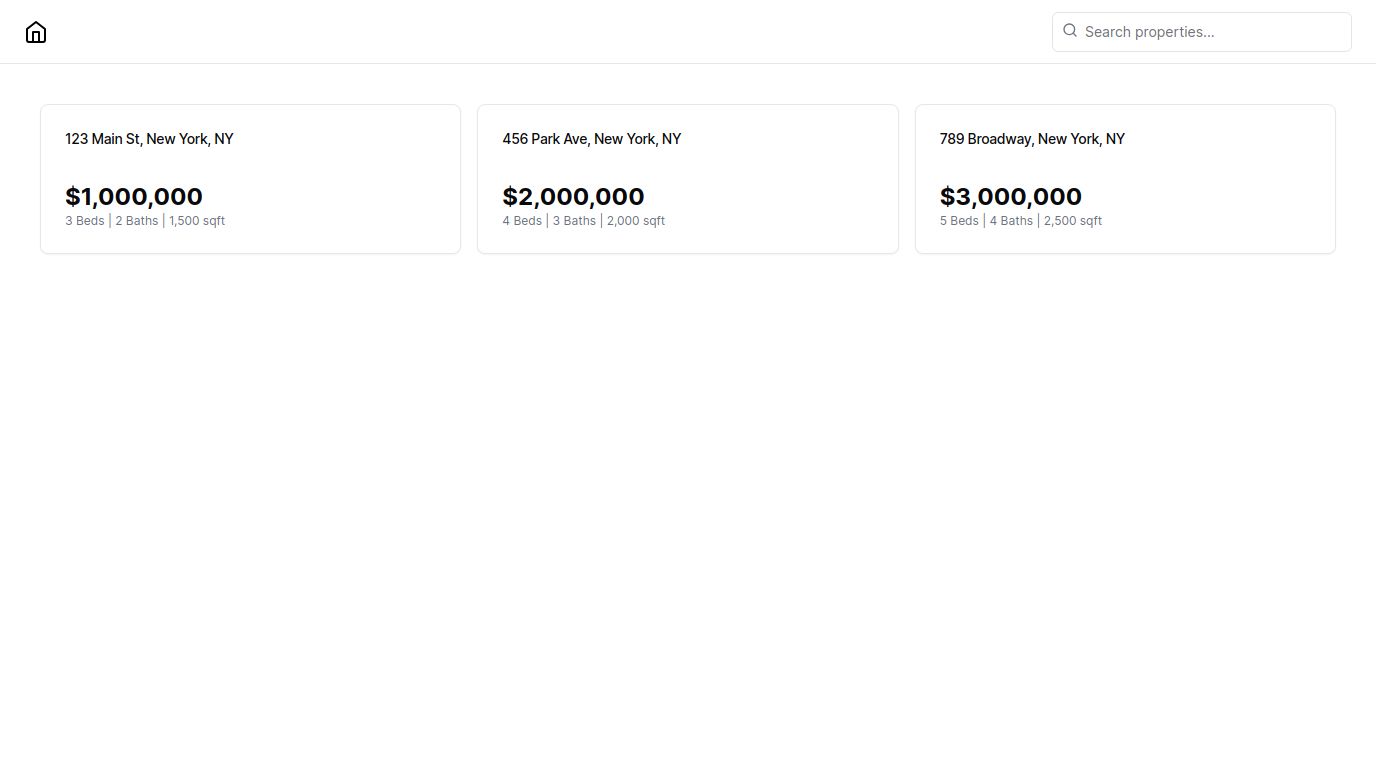 Search properties...
123 Main St, New York, NY
$1,000,000
3 Beds | 2 Baths | 1,500 sqft
456 Park Ave, New York, NY
$2,000,000
4 Beds | 3 Baths | 2,000 sqft
789 Broadway, New York, NY
$3,000,000
5 Beds | 4 Baths | 2,500 sqft